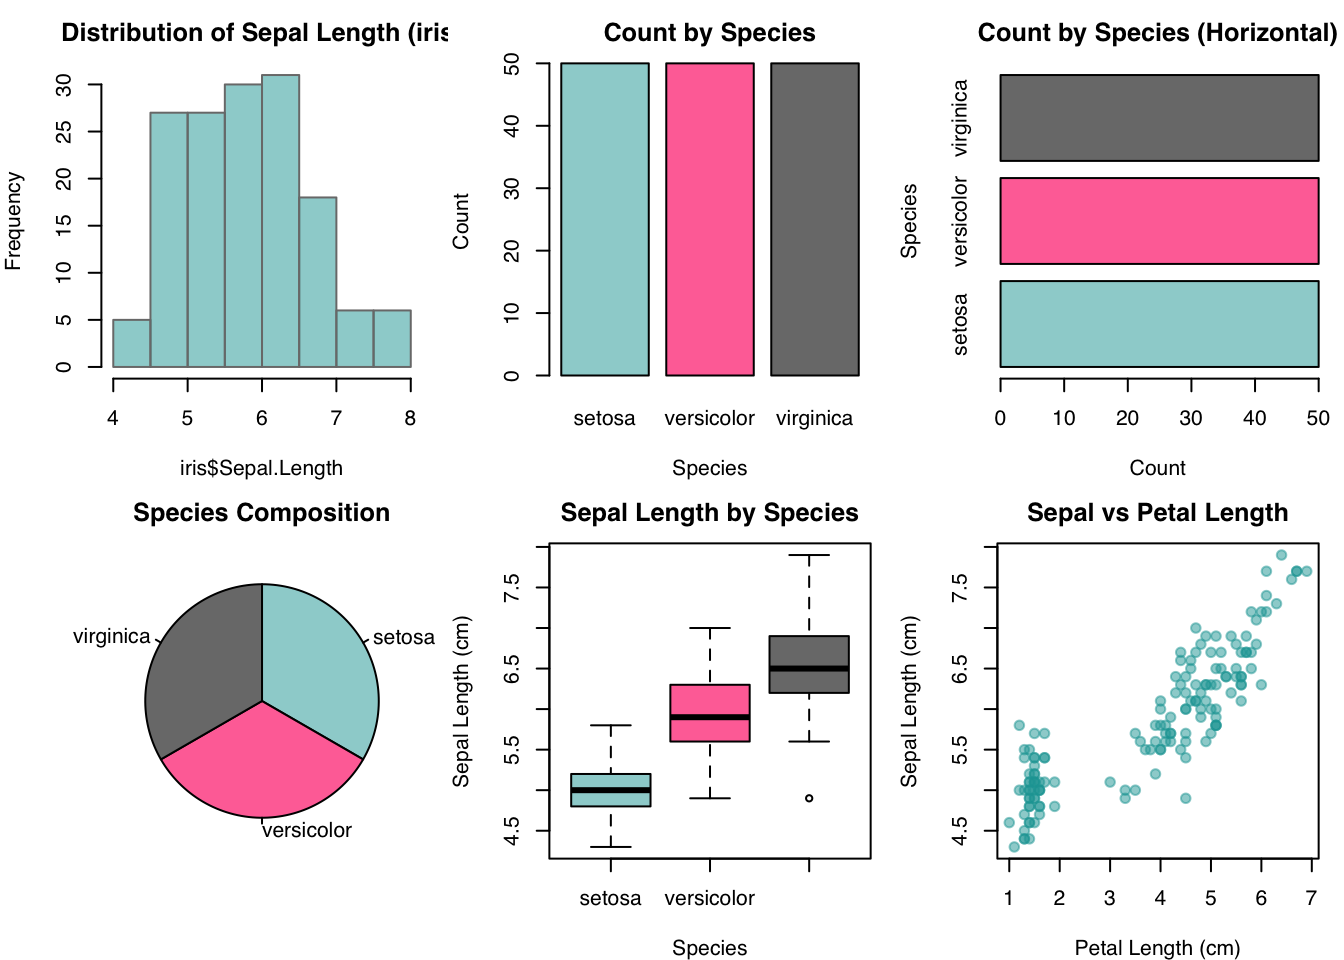 Distribution of Sepal Length (iris
Frequency
0 5 10 15 20 25 30
4 5 6 7 8
iris$Sepal.Length
Count by Species
Count
0 10 20 30 40 50
setosa versicolor virginica
Species
Count by Species (Horizontal)
Species
setosa versicolor virginica
0 10 20 30 40 50
Count
Species Composition
virginica
setosa
versicolor
Sepal Length by Species
Sepal Length (cm)
4.5 5.5 6.5 7.5
setosa versicolor
Species
Sepal vs Petal Length
Sepal Length (cm)
4.5 5.5 6.5 7.5
1 2 3 4 5 6 7
Petal Length (cm)